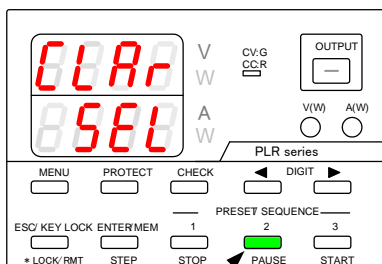 CLAr
V
W
CV:G
CC:R
OUTPUT
SEL
A
W
V(W) A(W)
PLR series
MENU PROTECT CHECK ◀ DIGIT ▶
PRESET/ SEQUENCE
ESC/ KEY LOCK ENTER/MEM 1 2 3
* LOCK/ RMT STEP STOP PAUSE START